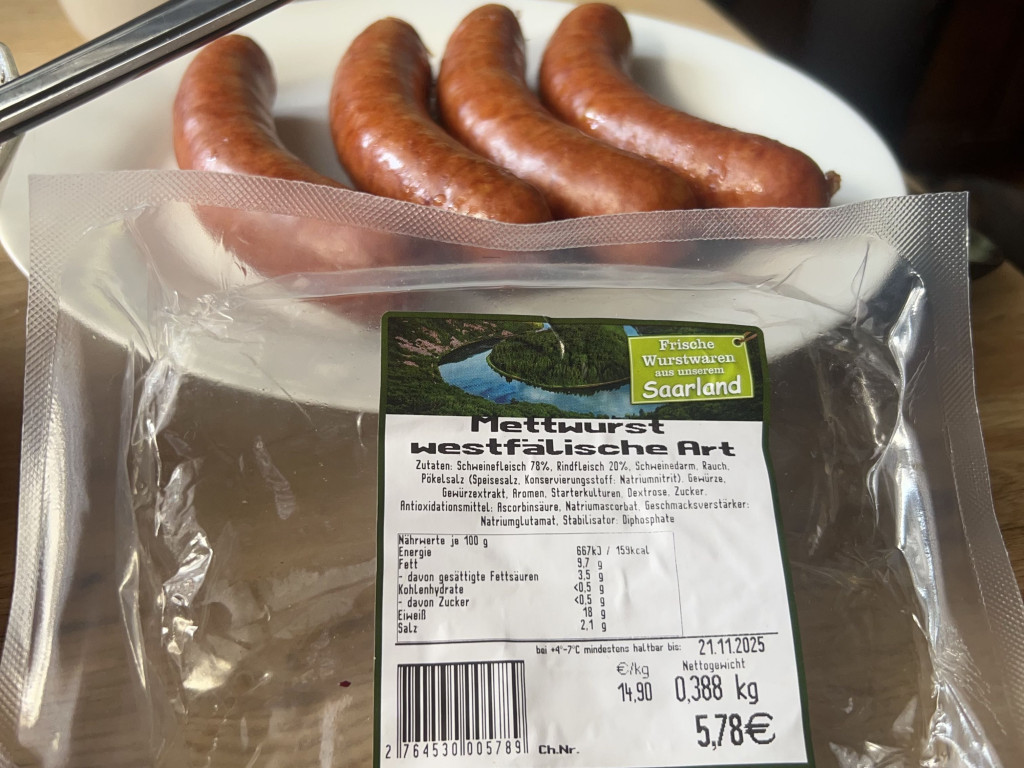 Frische
Wurstwaren
aus unserem
Saarland
Mettwurst
westfälische Art
Zutaten: Schweinefleisch 78%, Rindfleisch 20%, Schweinedarm, Rauch,
Pökelsalz (Speisesalz, Konservierungsstoff: Natriumnitrit), Gewürze,
Gewürzextrakt, Aromen, Starterkulturen, Dextrose, Zucker,
Antioxidationsmittel: Ascorbinsäure, Natriumascorbat, Geschmacksverstärker:
Natriumglutamat, Stabilisator: Diphosphate
Nährwerte je 100 g
Energie 667kJ / 159kcal
Fett 9,7 g
- davon gesättigte Fettsäuren 3,5 g
Kohlenhydrate <0,5 g
- davon Zucker <0,5 g
Eiweiß 18 g
Salz 2,1 g
bei +4°-7°C mindestens haltbar bis: 21.11.2025
€/kg Nettogewicht
14,90 0,388 kg
5,78€
2 764530 005789 Ch.Nr.